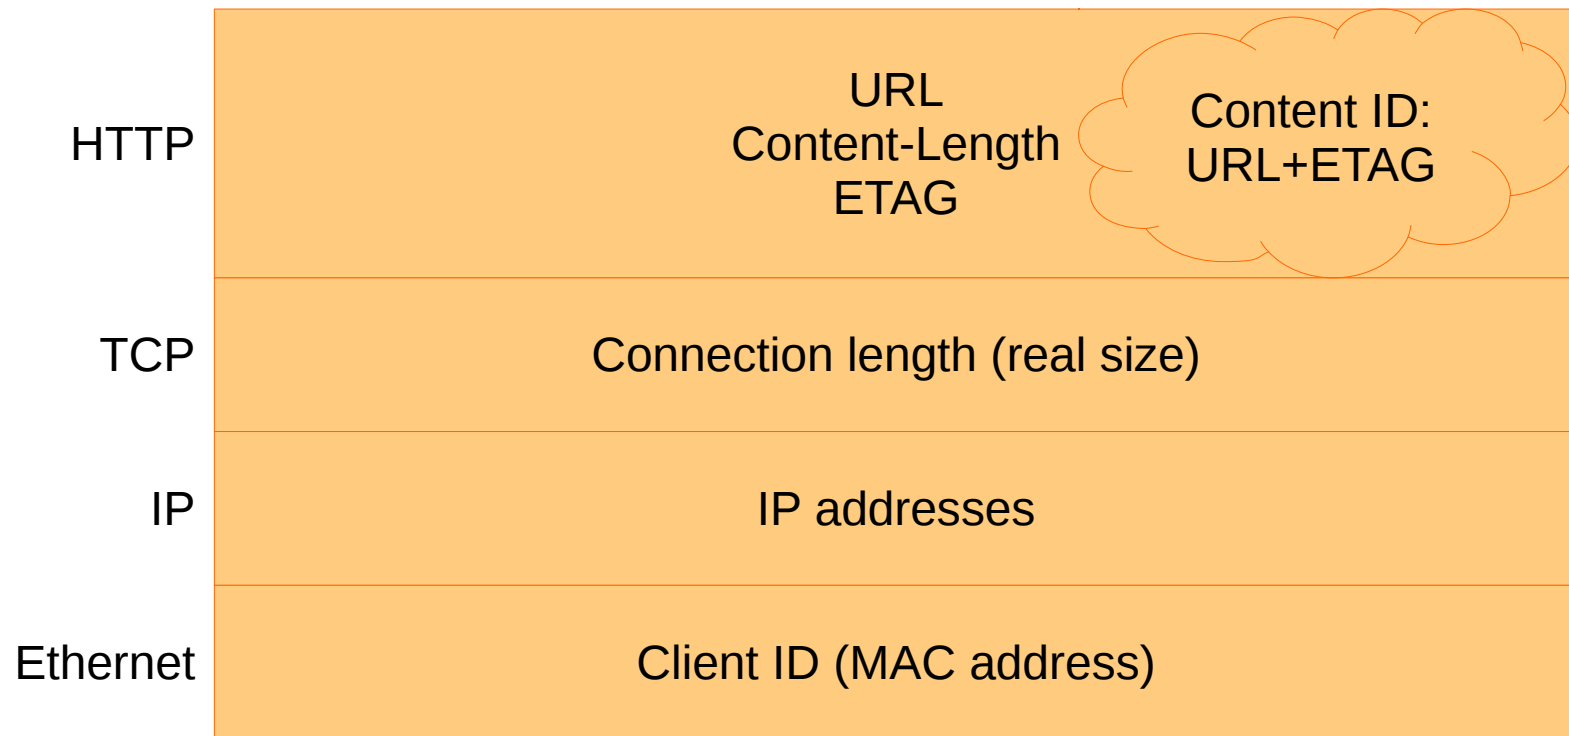 HTTP
URL
Content-Length
ETAG
Content ID:
URL+ETAG
TCP
Connection length (real size)
IP
IP addresses
Ethernet
Client ID (MAC address)